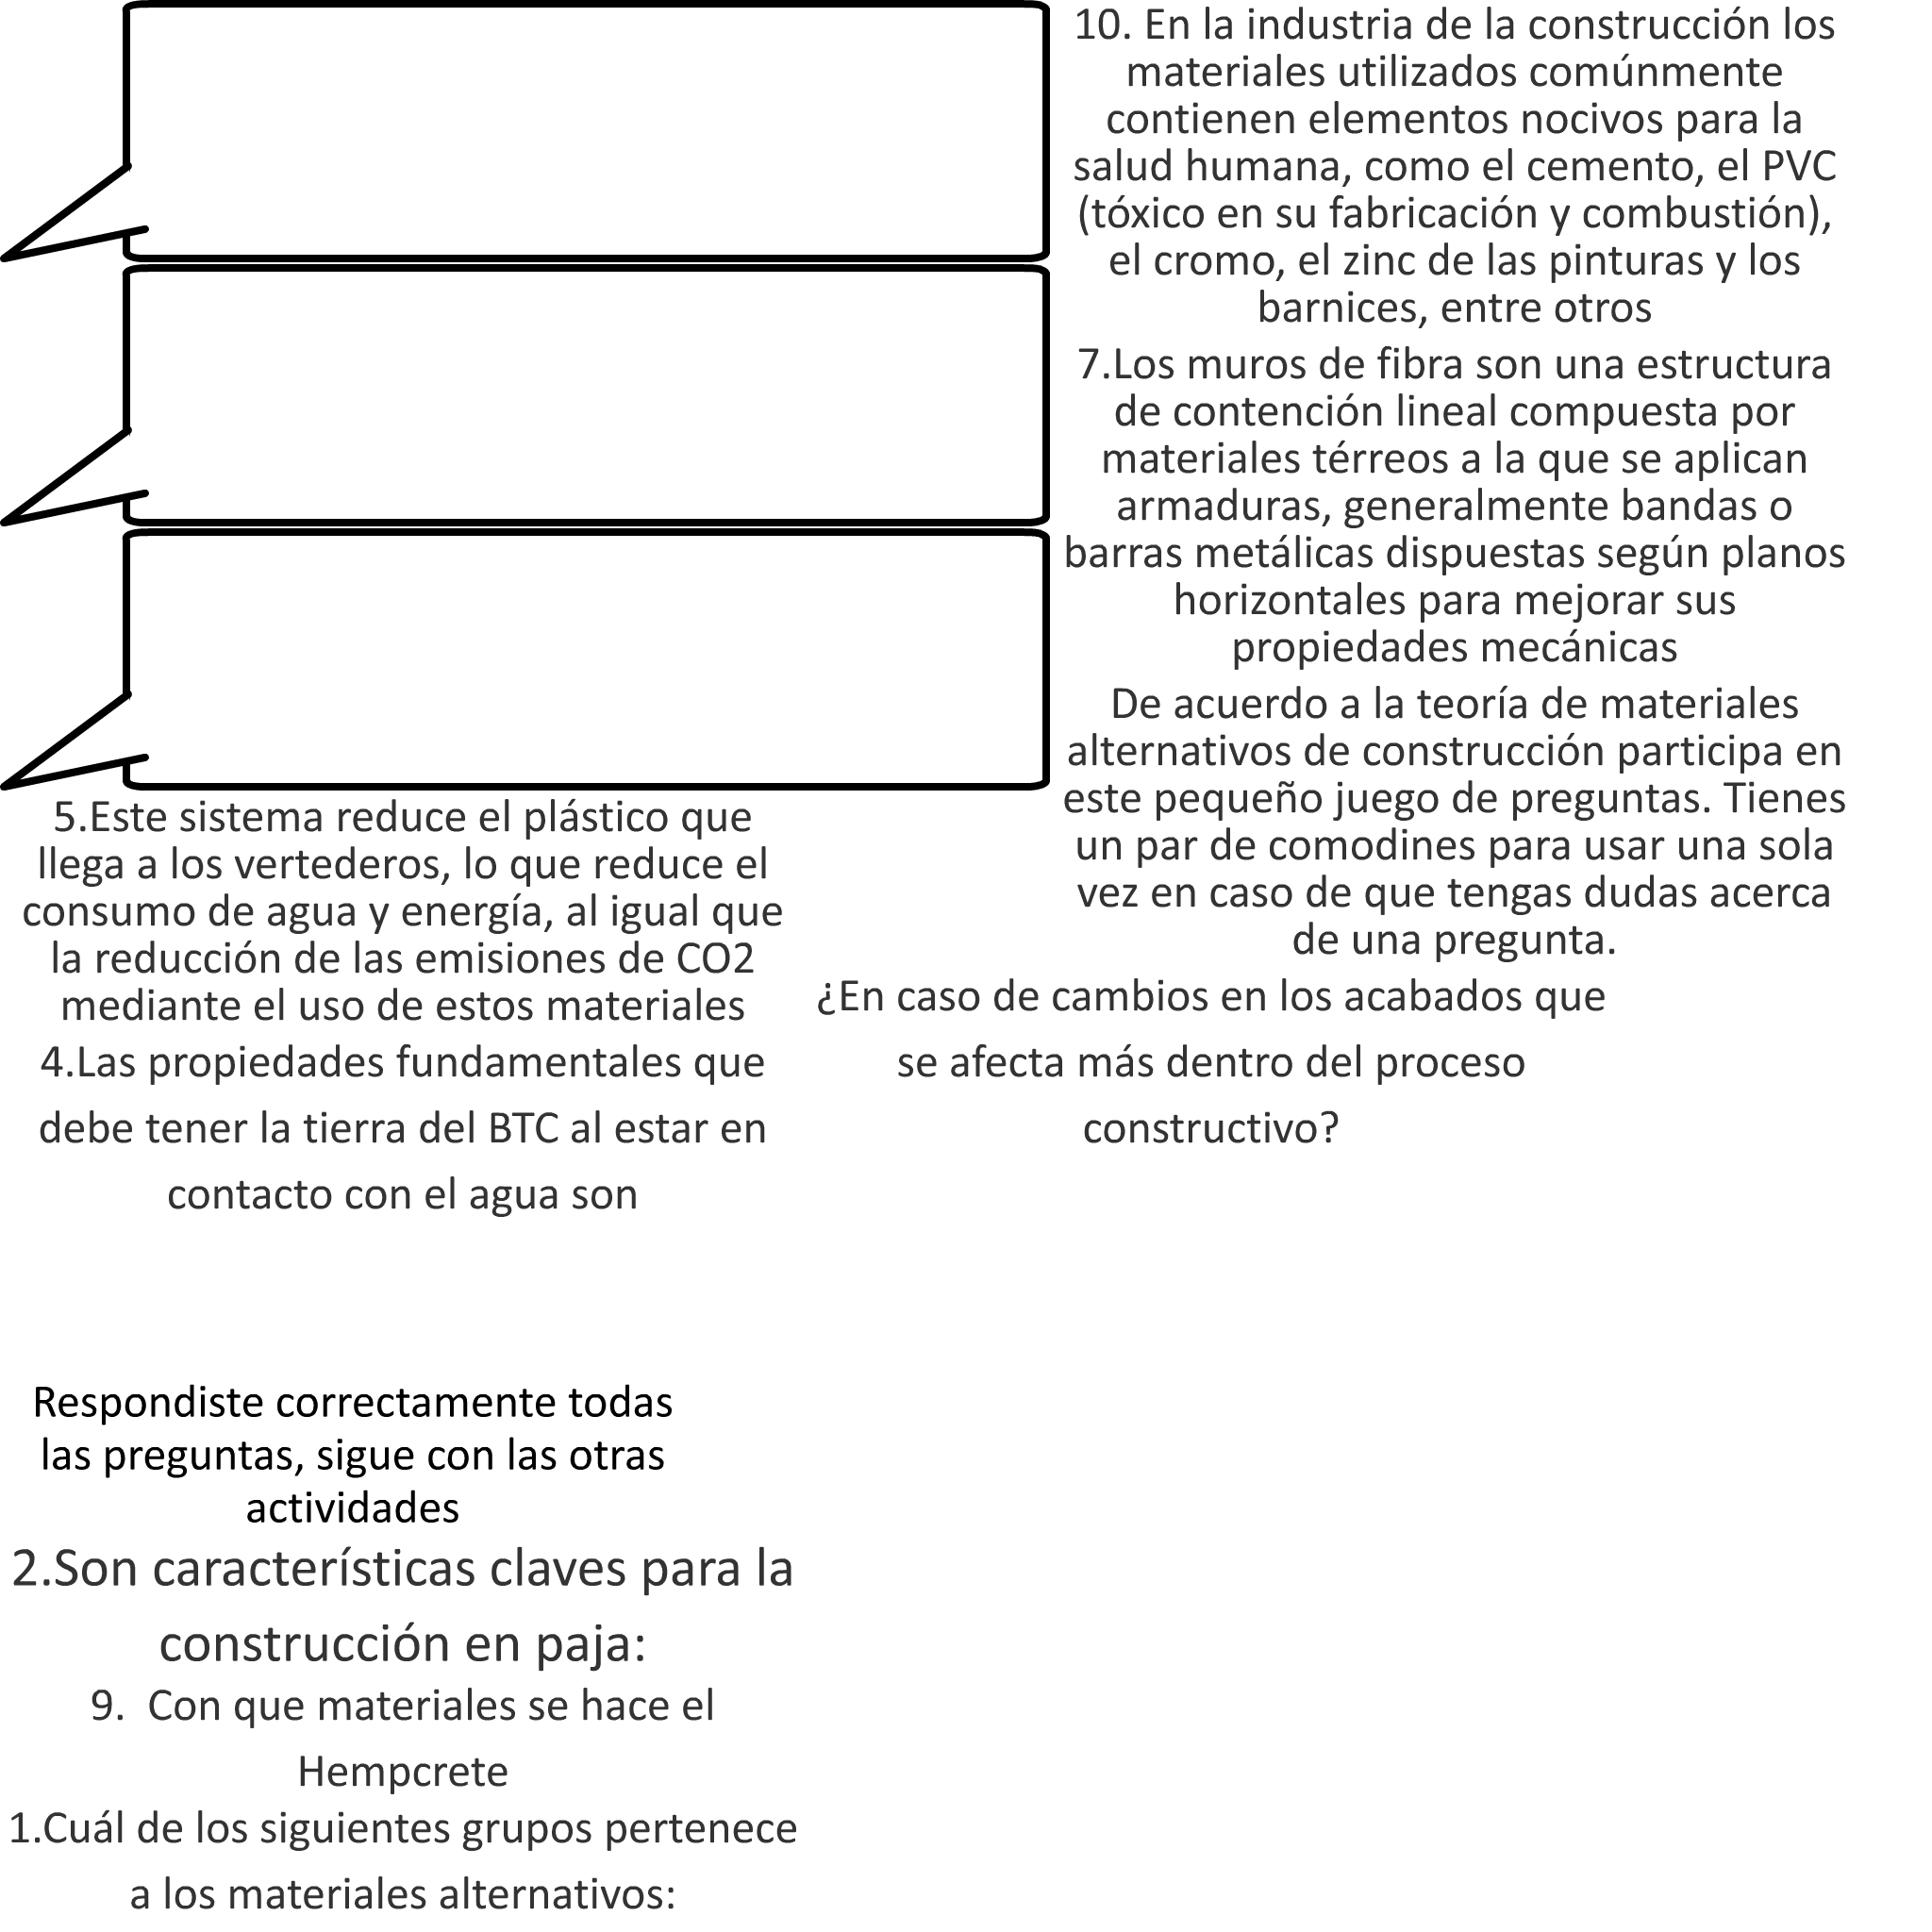 10. En la industria de la construcción los
materiales utilizados comúnmente
contienen elementos nocivos para la
salud humana, como el cemento, el PVC
(tóxico en su fabricación y combustión),
el cromo, el zinc de las pinturas y los
barnices, entre otros
7.Los muros de fibra son una estructura
de contención lineal compuesta por
materiales térreos a la que se aplican
armaduras, generalmente bandas o
barras metálicas dispuestas según planos
horizontales para mejorar sus
propiedades mecánicas
De acuerdo a la teoría de materiales
alternativos de construcción participa en
este pequeño juego de preguntas. Tienes
un par de comodines para usar una sola
vez en caso de que tengas dudas acerca
de una pregunta.
5.Este sistema reduce el plástico que
llega a los vertederos, lo que reduce el
consumo de agua y energía, al igual que
la reducción de las emisiones de CO2
mediante el uso de estos materiales
¿En caso de cambios en los acabados que
se afecta más dentro del proceso
constructivo?
4.Las propiedades fundamentales que
debe tener la tierra del BTC al estar en
contacto con el agua son
Respondiste correctamente todas
las preguntas, sigue con las otras
actividades
2.Son características claves para la
construcción en paja:
9.  Con que materiales se hace el
Hempcrete
1.Cuál de los siguientes grupos pertenece
a los materiales alternativos: